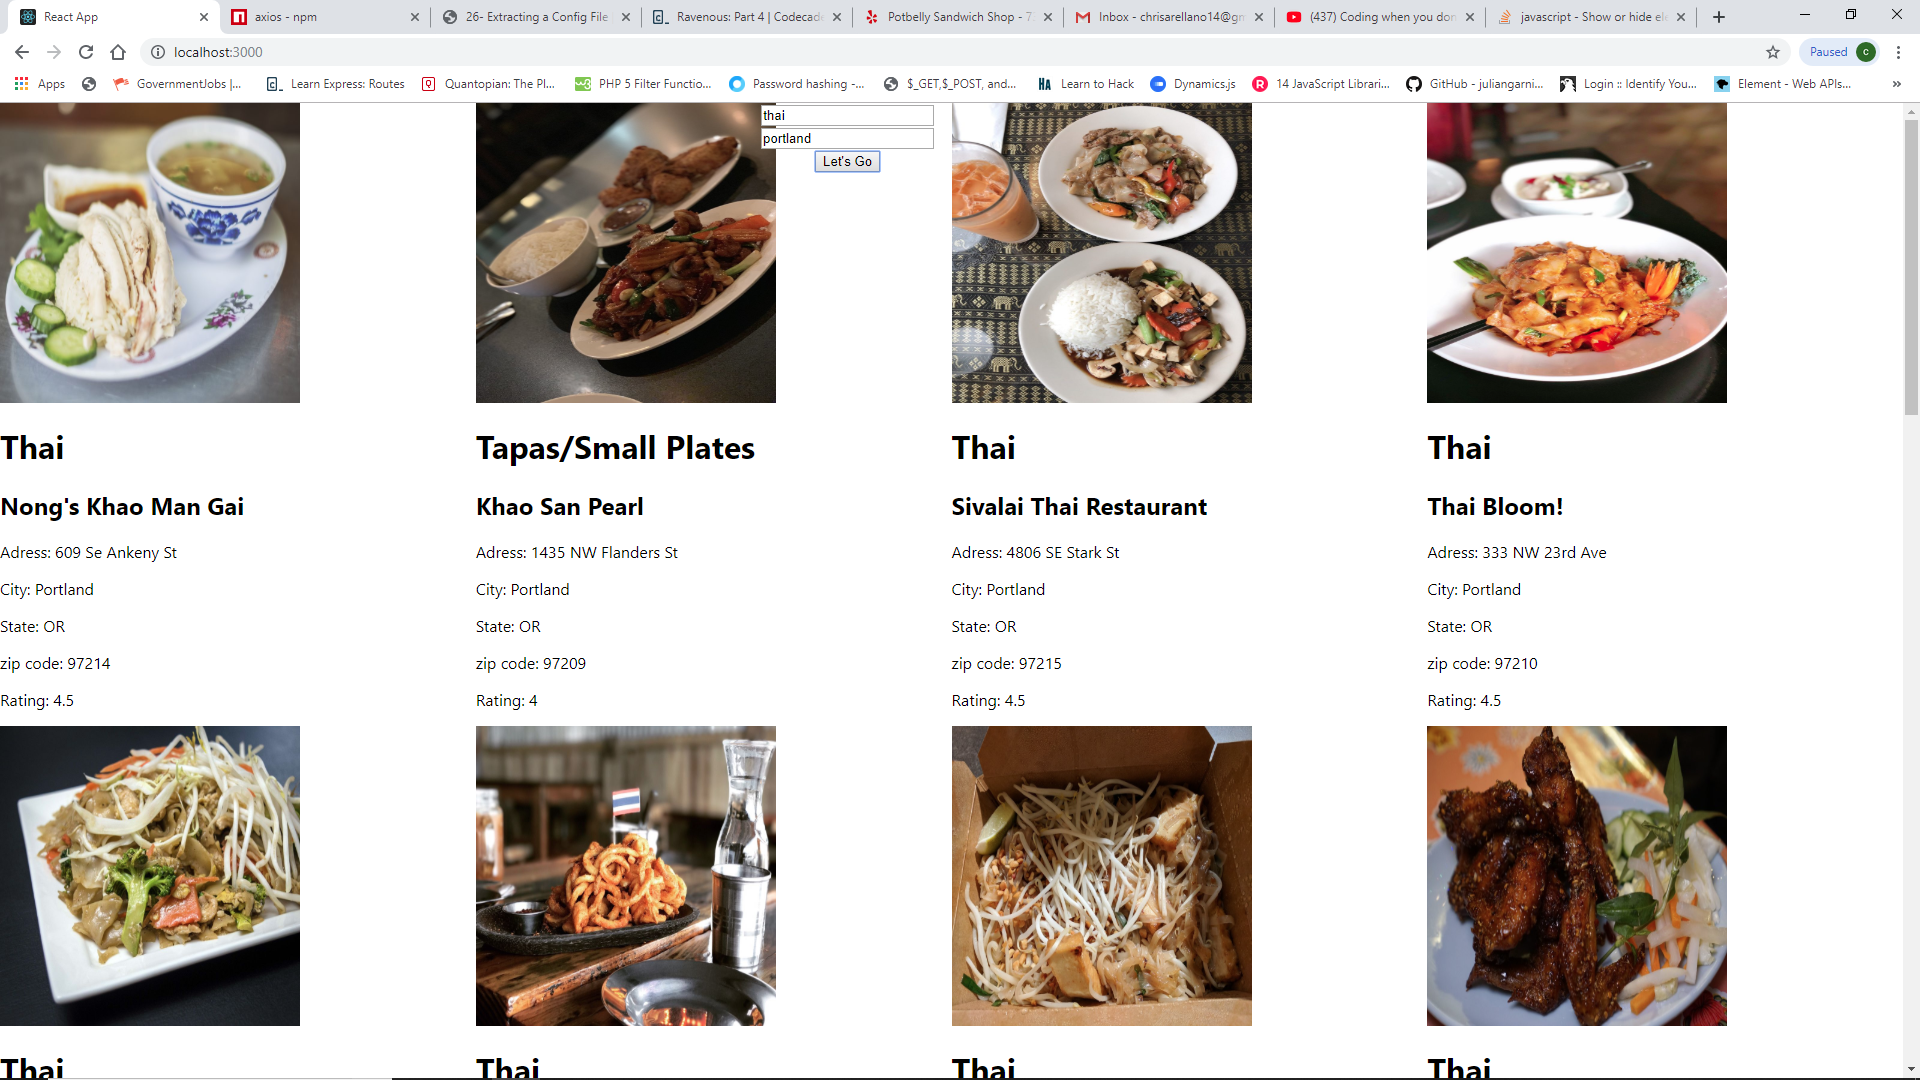 React App
axios - npm
26- Extracting a Config File
Ravenous: Part 4 | Codecad
Potbelly Sandwich Shop - 7
Inbox - chrisarellano14@gm
(437) Coding when you don
javascript - Show or hide ele
localhost:3000
Paused
c
Apps
GovernmentJobs |...
Learn Express: Routes
Quantopian: The Pl...
PHP 5 Filter Functio...
Password hashing -...
$_GET,$_POST, and...
Learn to Hack
Dynamics.js
14 JavaScript Librari...
GitHub - juliangarni...
Login :: Identify You...
Element - Web APIs...
thai
portland
Let's Go
Thai
Tapas/Small Plates
Thai
Thai
Nong's Khao Man Gai
Khao San Pearl
Sivalai Thai Restaurant
Thai Bloom!
Adress: 609 Se Ankeny St
Adress: 1435 NW Flanders St
Adress: 4806 SE Stark St
Adress: 333 NW 23rd Ave
City: Portland
City: Portland
City: Portland
City: Portland
State: OR
State: OR
State: OR
State: OR
zip code: 97214
zip code: 97209
zip code: 97215
zip code: 97210
Rating: 4.5
Rating: 4
Rating: 4.5
Rating: 4.5
Thai
Thai
Thai
Thai